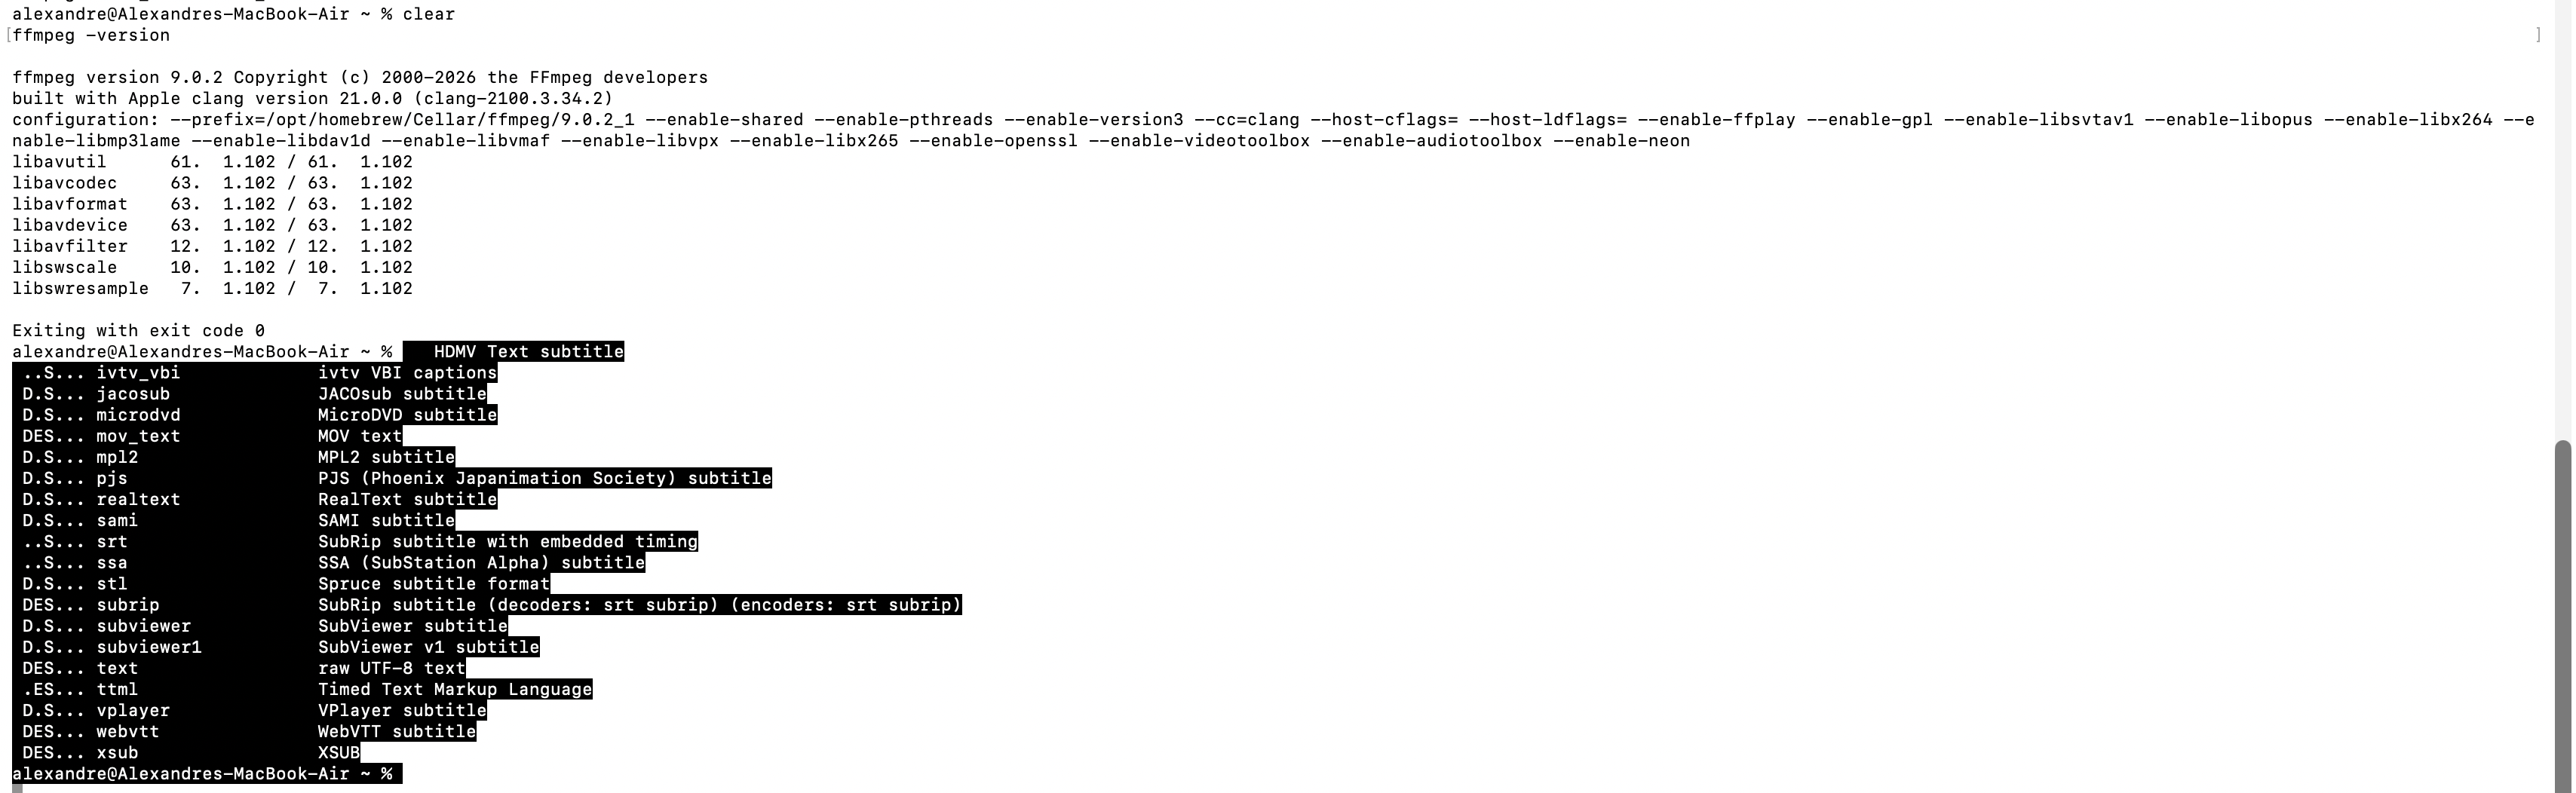 alexandre@Alexandres-MacBook-Air ~ % clear
[ffmpeg -version ]
ffmpeg version 9.0.2 Copyright (c) 2000-2026 the FFmpeg developers
built with Apple clang version 21.0.0 (clang-2100.3.34.2)
configuration: --prefix=/opt/homebrew/Cellar/ffmpeg/9.0.2_1 --enable-shared --enable-pthreads --enable-version3 --cc=clang --host-cflags= --host-ldflags= --enable-ffplay --enable-gpl --enable-libsvtav1 --enable-libopus --enable-libx264 --e
nable-libmp3lame --enable-libdav1d --enable-libvmaf --enable-libvpx --enable-libx265 --enable-openssl --enable-videotoolbox --enable-audiotoolbox --enable-neon
libavutil      61.  1.102 / 61.  1.102
libavcodec     63.  1.102 / 63.  1.102
libavformat    63.  1.102 / 63.  1.102
libavdevice    63.  1.102 / 63.  1.102
libavfilter    12.  1.102 / 12.  1.102
libswscale     10.  1.102 / 10.  1.102
libswresample   7.  1.102 /  7.  1.102
Exiting with exit code 0
alexandre@Alexandres-MacBook-Air ~ %    HDMV Text subtitle
 ..S... ivtv_vbi             ivtv VBI captions
 D.S... jacosub              JACOsub subtitle
 D.S... microdvd             MicroDVD subtitle
 DES... mov_text             MOV text
 D.S... mpl2                 MPL2 subtitle
 D.S... pjs                  PJS (Phoenix Japanimation Society) subtitle
 D.S... realtext             RealText subtitle
 D.S... sami                 SAMI subtitle
 ..S... srt                  SubRip subtitle with embedded timing
 ..S... ssa                  SSA (SubStation Alpha) subtitle
 D.S... stl                  Spruce subtitle format
 DES... subrip               SubRip subtitle (decoders: srt subrip) (encoders: srt subrip)
 D.S... subviewer            SubViewer subtitle
 D.S... subviewer1           SubViewer v1 subtitle
 DES... text                 raw UTF-8 text
 .ES... ttml                 Timed Text Markup Language
 D.S... vplayer              VPlayer subtitle
 DES... webvtt               WebVTT subtitle
 DES... xsub                 XSUB
alexandre@Alexandres-MacBook-Air ~ %